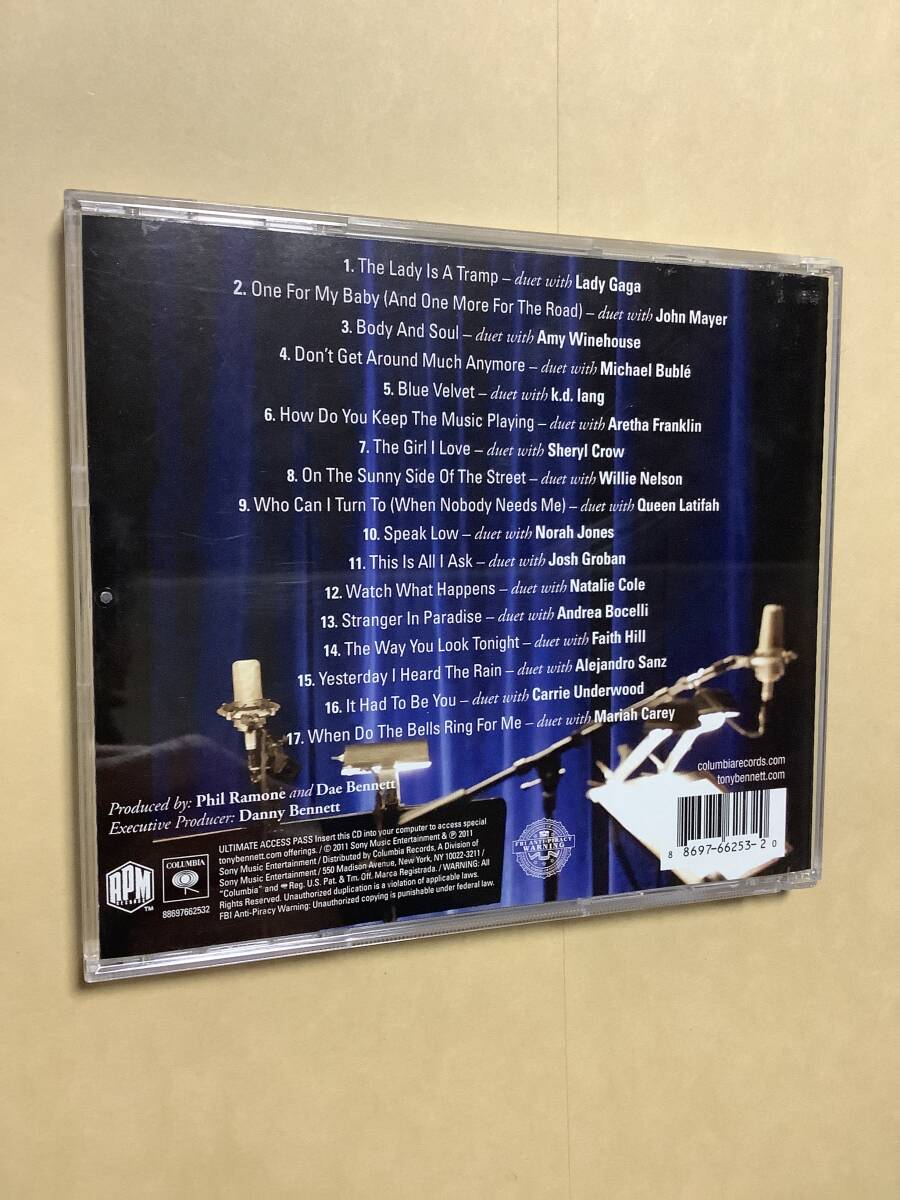 1. The Lady Is A Tramp – duet with Lady Gaga
2. One For My Baby (And One More For The Road) – duet with John Mayer
3. Body And Soul – duet with Amy Winehouse
4. Don't Get Around Much Anymore – duet with Michael Bublé
5. Blue Velvet – duet with k.d. lang
6. How Do You Keep The Music Playing – duet with Aretha Franklin
7. The Girl I Love – duet with Sheryl Crow
8. On The Sunny Side Of The Street – duet with Willie Nelson
9. Who Can I Turn To (When Nobody Needs Me) – duet with Queen Latifah
10. Speak Low – duet with Norah Jones
11. This Is All I Ask – duet with Josh Groban
12. Watch What Happens – duet with Natalie Cole
13. Stranger In Paradise – duet with Andrea Bocelli
14. The Way You Look Tonight – duet with Faith Hill
15. Yesterday I Heard The Rain – duet with Alejandro Sanz
16. It Had To Be You – duet with Carrie Underwood
17. When Do The Bells Ring For Me – duet with Mariah Carey
columbiarecords.com
tonybennett.com
Produced by: Phil Ramone and Dae Bennett
Executive Producer: Danny Bennett
RPM
RECORDS
TM
COLUMBIA
88697662532
ULTIMATE ACCESS PASS Insert this CD into your computer to access special
tonybennett.com offerings. / © 2011 Sony Music Entertainment & ℗ 2011
Sony Music Entertainment / Distributed by Columbia Records, A Division of
Sony Music Entertainment / 550 Madison Avenue, New York, NY 10022-3211 /
"Columbia" and Reg. U.S. Pat. & Tm. Off. Marca Registrada. / WARNING: All
Rights Reserved. Unauthorized duplication is a violation of applicable laws.
FBI Anti-Piracy Warning: Unauthorized copying is punishable under federal law.
FBI ANTI-PIRACY
WARNING
8 8697-66253-2 0